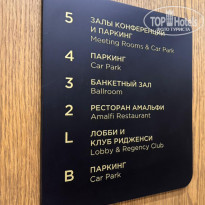 5 ЗАЛЫ КОНФЕРЕНЦИЙ
И ПАРКИНГ
Meeting Rooms & Car Park
4 ПАРКИНГ
Car Park
3 БАНКЕТНЫЙ ЗАЛ
Ballroom
2 РЕСТОРАН АМАЛЬФИ
Amalfi Restaurant
L ЛОББИ И
КЛУБ РИДЖЕНСИ
Lobby & Regency Club
B ПАРКИНГ
Car Park
TopHotels